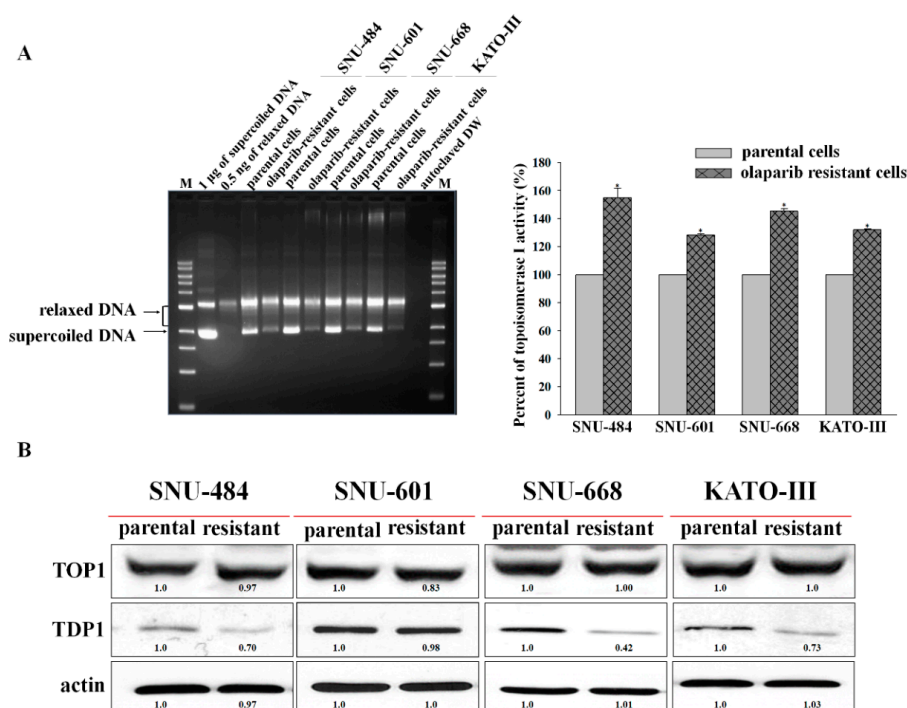 A
SNU-484
SNU-601
SNU-668
KATO-III
M
1 μg of supercoiled DNA
0.5 ng of relaxed DNA
parental cells
olaparib-resistant cells
parental cells
olaparib-resistant cells
parental cells
olaparib-resistant cells
parental cells
olaparib-resistant cells
autoclaved DW
M
relaxed DNA
supercoiled DNA
parental cells
olaparib resistant cells
Percent of topoisomerase I activity (%)
180
160
140
120
100
80
60
40
20
0
* * * *
SNU-484 SNU-601 SNU-668 KATO-III
B
SNU-484 SNU-601 SNU-668 KATO-III
parental resistant parental resistant parental resistant parental resistant
TOP1
1.0 0.97 1.0 0.83 1.0 1.00 1.0 1.0
TDP1
1.0 0.70 1.0 0.98 1.0 0.42 1.0 0.73
actin
1.0 0.97 1.0 1.0 1.0 1.01 1.0 1.03